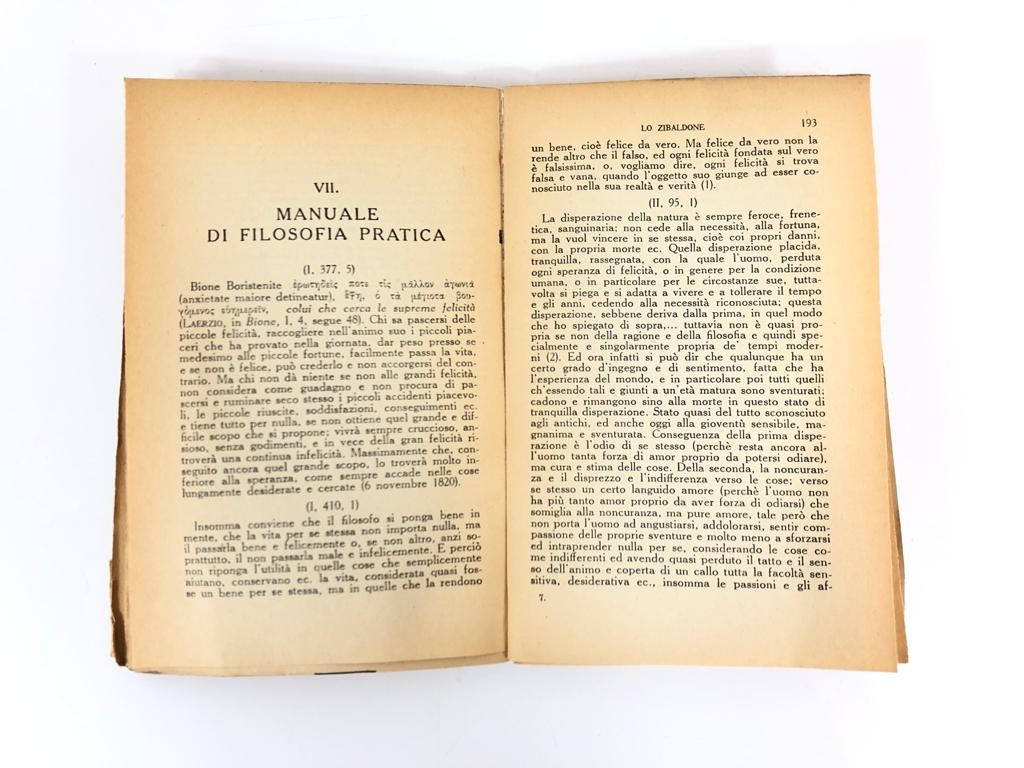 VII.
MANUALE
DI FILOSOFIA PRATICA
(I, 377, 5)
Bione Boristenite ἐρωτηθείς ποτε τίς μᾶλλον ἀγωνιᾷ
(anxietate maiore detineatur), ἔφη, ὁ τὰ μέγιστα βου-
colui che cerca le supreme felicità
(LAERZIO, in Bione, I, 4, segue 48). Chi sa pascersi delle
piccole felicità, raccogliere nell'animo suo i piccoli pia-
ceri che ha provato nella giornata, dar peso presso se
medesimo alle piccole fortune, facilmente passa la vita,
e se non è felice, può crederlo e non accorgersi del con-
trario. Ma chi non dà niente se non alle grandi felicità,
non considera come guadagno e non procura di pa-
scersi e ruminare seco stesso i piccoli accidenti piacevo-
li, le piccole riuscite, soddisfazioni, conseguimenti ec.
e tiene tutto per nulla, se non ottiene quel grande e dif-
ficile scopo che si propone; vivrà sempre cruccioso, an-
sioso, senza godimenti, e in vece della gran felicità ri-
troverà una continua infelicità. Massimamente che, con-
seguito ancora quel grande scopo, lo troverà molto in-
feriore alla speranza, come sempre accade nelle cose
lungamente desiderate e cercate (6 novembre 1820).
(I, 410, 1)
Insomma conviene che il filosofo si ponga bene in
mente, che la vita per se stessa non importa nulla, ma
il passarla bene e felicemente o, se non altro, anzi so-
prattutto, il non passarla male e infelicemente. E perciò
non riponga l'utilità in quelle cose che semplicemente
aiutano, conservano ec. la vita, considerata quasi fos-
se un bene per se stessa, ma in quelle che la rendono
LO ZIBALDONE 193
un bene, cioè felice da vero. Ma felice da vero non la
rende altro che il falso, ed ogni felicità fondata sul vero
è falsissima, o, vogliamo dire, ogni felicità si trova
falsa e vana, quando l'oggetto suo giunge ad esser co-
nosciuto nella sua realtà e verità (1).
(II, 95, 1)
La disperazione della natura è sempre feroce, frene-
tica, sanguinaria; non cede alla necessità, alla fortuna,
ma la vuol vincere in se stessa, cioè coi propri danni,
con la propria morte ec. Quella disperazione placida,
tranquilla, rassegnata, con la quale l'uomo, perduta
ogni speranza di felicità, o in genere per la condizione
umana, o in particolare per le circostanze sue, tutta-
volta si piega e si adatta a vivere e a tollerare il tempo
e gli anni, cedendo alla necessità riconosciuta; questa
disperazione, sebbene deriva dalla prima, in quel modo
che ho spiegato di sopra,... tuttavia non è quasi pro-
pria se non della ragione e della filosofia e quindi spe-
cialmente e singolarmente propria de' tempi moder-
ni (2). Ed ora infatti si può dir che qualunque ha un
certo grado d'ingegno e di sentimento, fatta che ha
l'esperienza del mondo, e in particolare poi tutti quelli
ch'essendo tali e giunti a un'età matura sono sventurati;
cadono e rimangono sino alla morte in questo stato di
tranquilla disperazione. Stato quasi del tutto sconosciuto
agli antichi, ed anche oggi alla gioventù sensibile, ma-
gnanima e sventurata. Conseguenza della prima dispe-
razione è l'odio di se stesso (perchè resta ancora al-
l'uomo tanta forza di amor proprio da potersi odiare),
ma cura e stima delle cose. Della seconda, la noncuran-
za e il disprezzo e l'indifferenza verso le cose; verso
se stesso un certo languido amore (perchè l'uomo non
ha più tanto amor proprio da aver forza di odiarsi) che
somiglia alla noncuranza, ma pure amore, tale però che
non porta l'uomo ad angustiarsi, addolorarsi, sentir com-
passione delle proprie sventure e molto meno a sforzarsi
ed intraprender nulla per se, considerando le cose co-
me indifferenti ed avendo quasi perduto il tatto e il sen-
so dell'animo e coperta di un callo tutta la facoltà sen-
sitiva, desiderativa ec., insomma le passioni e gli af-
7.